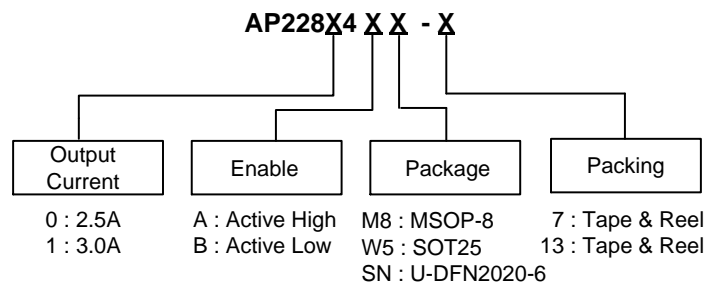 AP228X4 X X - X
Output
Current
Enable
Package
Packing
0 : 2.5A
1 : 3.0A
A : Active High
B : Active Low
M8 : MSOP-8
W5 : SOT25
SN : U-DFN2020-6
7 : Tape & Reel
13 : Tape & Reel